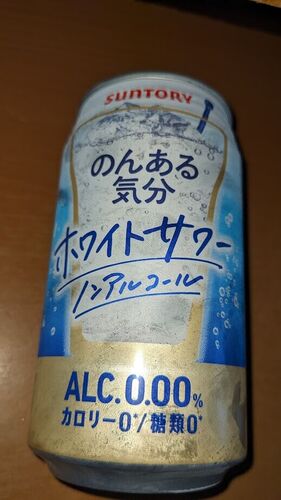 SUNTORY
のんある
気分
ホワイトサワー
ノンアルコール
ALC.0.00%
カロリー0*/糖類0*